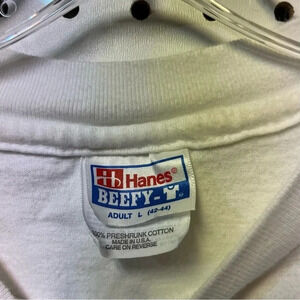 Hanes®
BEEFY-T
ADULT L (42-44)
100% PRESHRUNK COTTON
MADE IN U.S.A.
CARE ON REVERSE